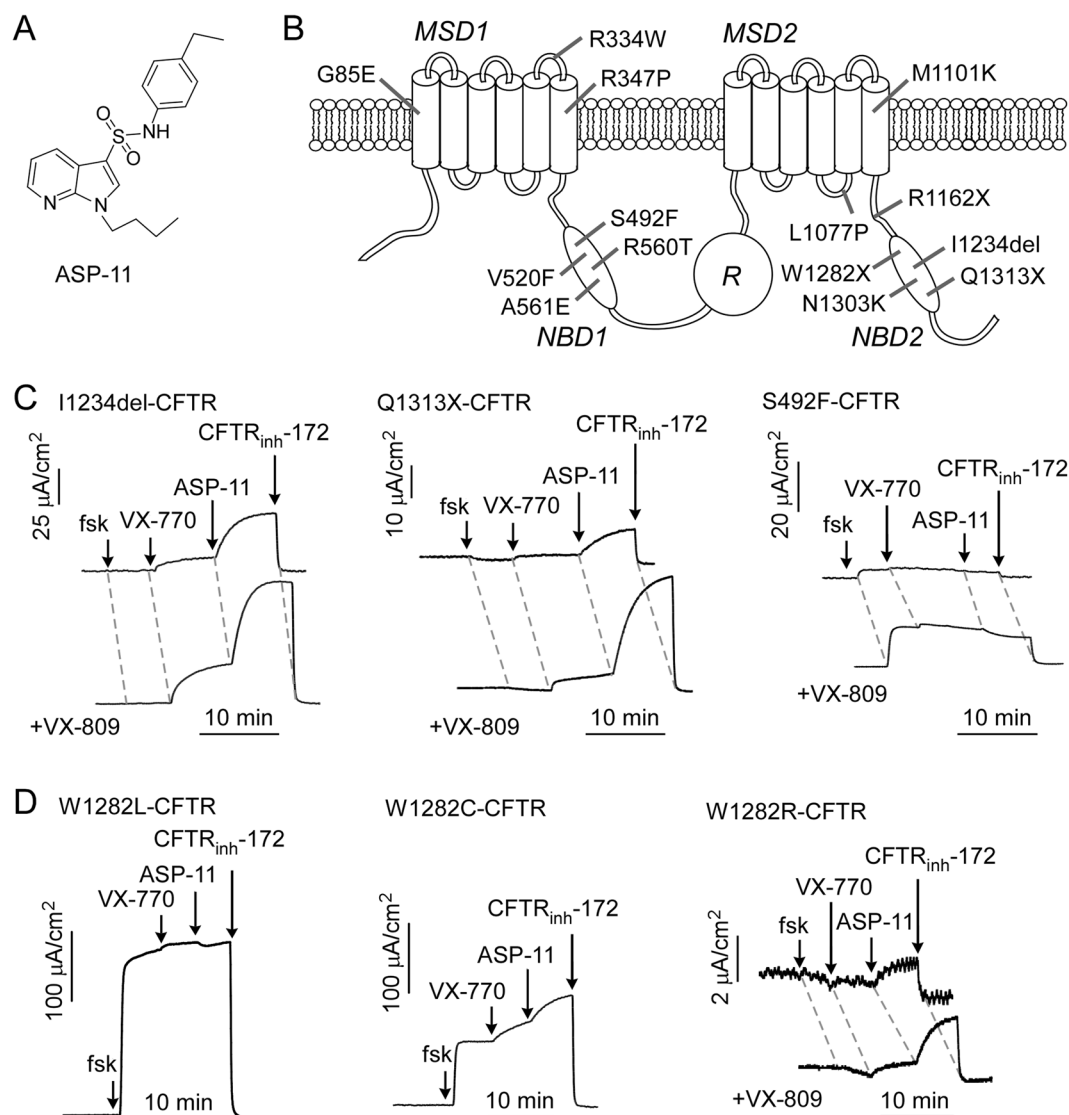 A
O
S
NH
O
N
N
ASP-11
B
MSD1
MSD2
R334W
G85E
R347P
M1101K
S492F
R560T
V520F
A561E
NBD1
R
L1077P
R1162X
W1282X
I1234del
N1303K
Q1313X
NBD2
C
I1234del-CFTR
25 µA/cm²
fsk
VX-770
ASP-11
CFTRinh-172
+VX-809
10 min
Q1313X-CFTR
10 µA/cm²
fsk
VX-770
ASP-11
CFTRinh-172
10 min
S492F-CFTR
20 µA/cm²
fsk
VX-770
ASP-11
CFTRinh-172
+VX-809
10 min
D
W1282L-CFTR
100 µA/cm²
fsk
VX-770
ASP-11
CFTRinh-172
10 min
W1282C-CFTR
100 µA/cm²
fsk
VX-770
ASP-11
CFTRinh-172
10 min
W1282R-CFTR
2 µA/cm²
fsk
VX-770
ASP-11
CFTRinh-172
+VX-809
10 min